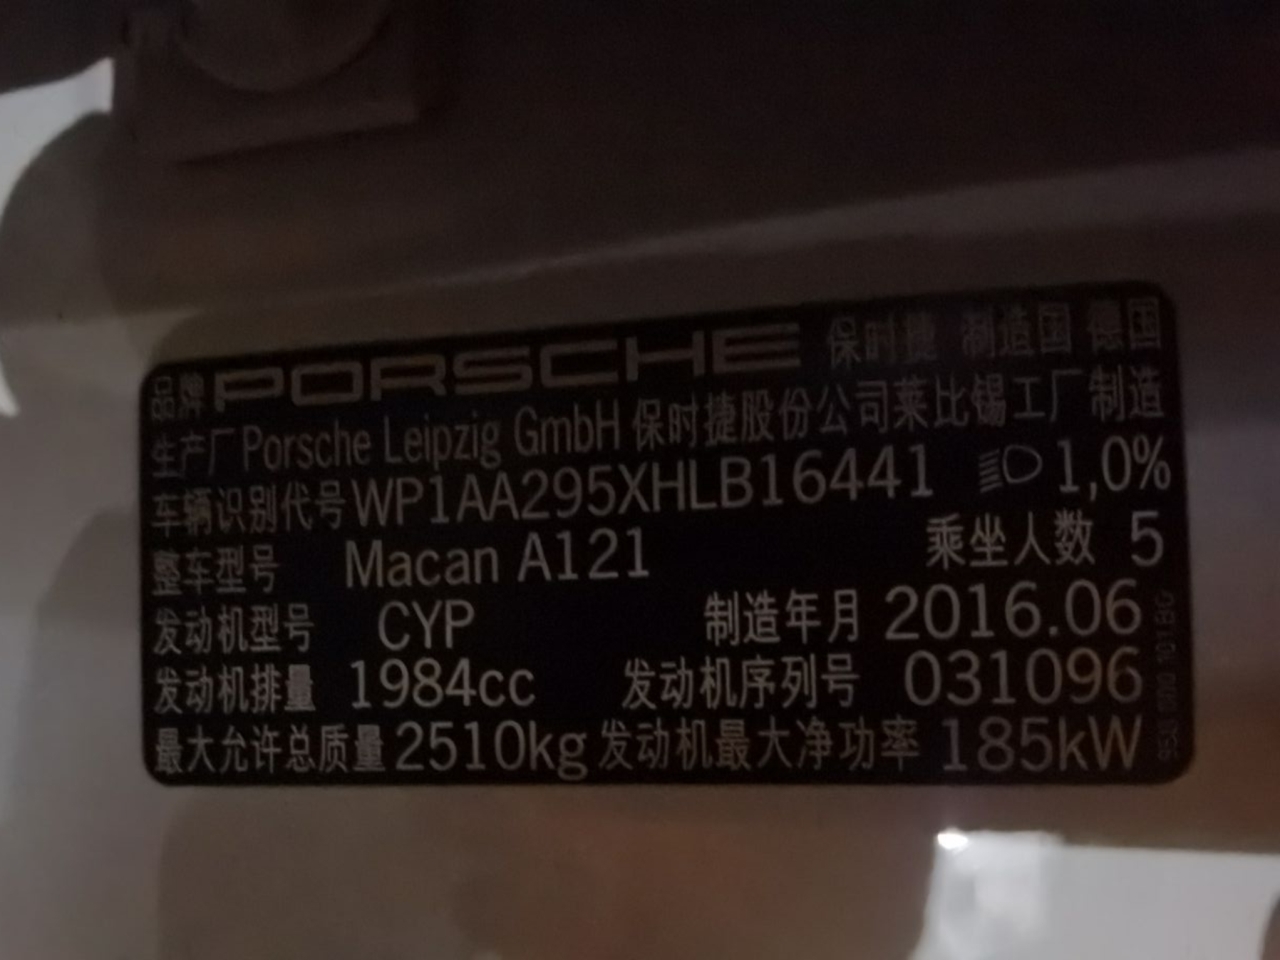 品牌 PORSCHE 保时捷 制造国 德国
生产厂 Porsche Leipzig GmbH 保时捷股份公司莱比锡工厂制造
车辆识别代号 WP1AA295XHLB16441 1,0%
整车型号 Macan A121 乘坐人数 5
发动机型号 CYP 制造年月 2016.06
发动机排量 1984cc 发动机序列号 031096
最大允许总质量 2510kg 发动机最大净功率 185kW